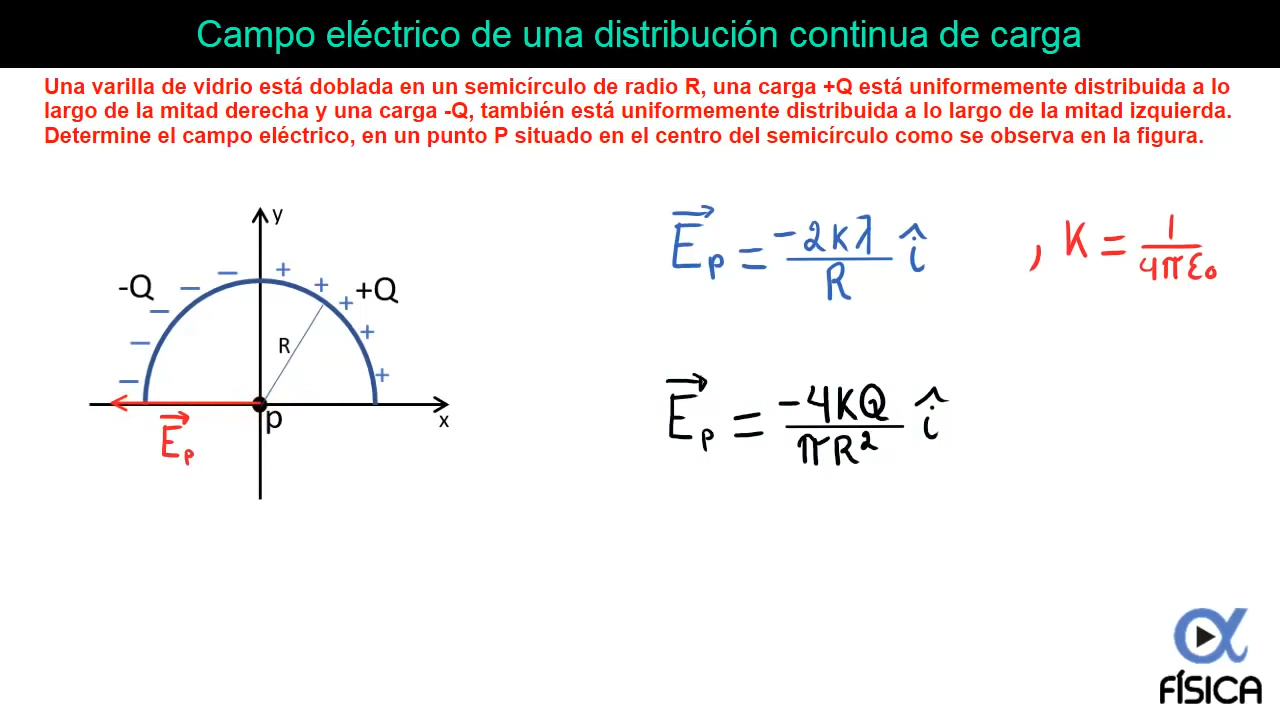 Campo eléctrico de una distribución continua de carga
Una varilla de vidrio está doblada en un semicírculo de radio R, una carga +Q está uniformemente distribuida a lo
largo de la mitad derecha y una carga -Q, también está uniformemente distribuida a lo largo de la mitad izquierda.
Determine el campo eléctrico, en un punto P situado en el centro del semicírculo como se observa en la figura.
y
-Q
+Q
R
p
x
E⃗p
E⃗p = -2Kλ/R î , K = 1/4πε₀
E⃗p = -4KQ/πR² î
FÍSICA